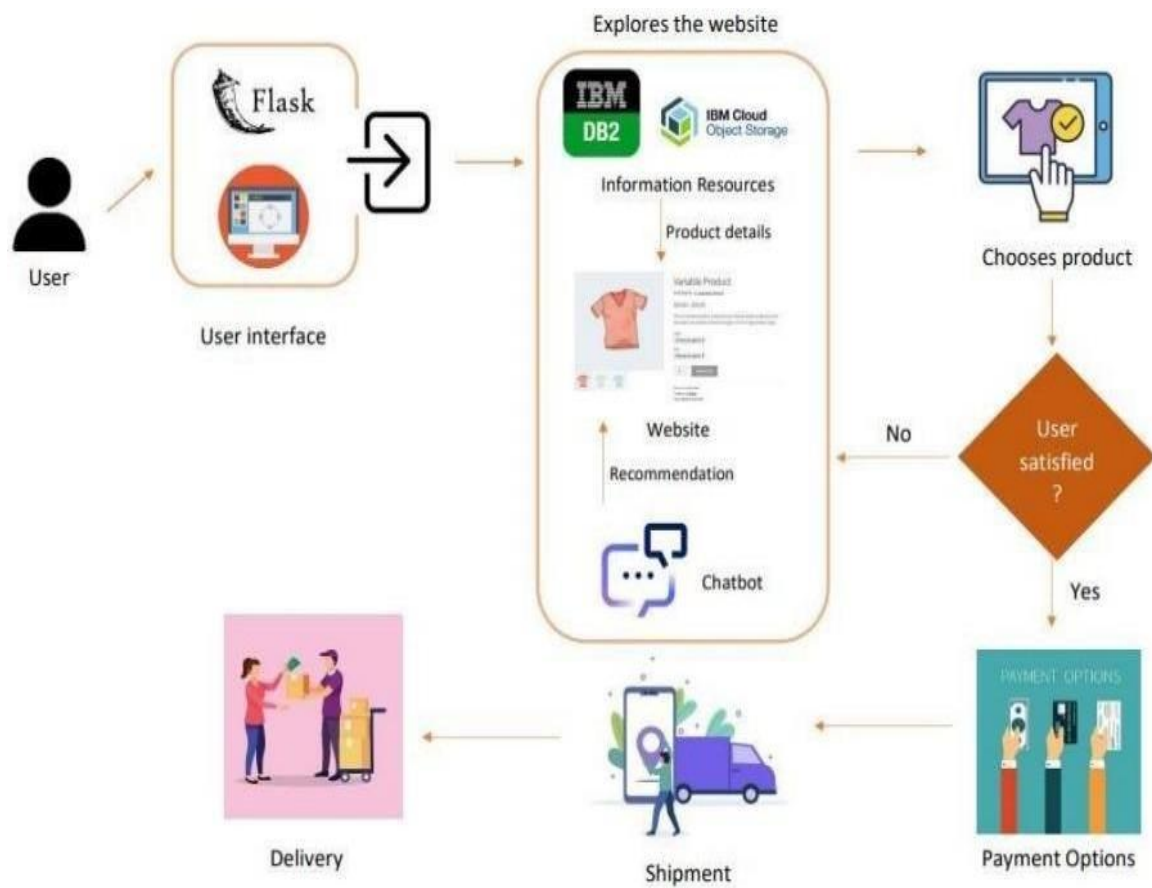 Explores the website
Flask
IBM
DB2
IBM Cloud
Object Storage
Information Resources
Product details
Variable Product
User
User interface
Chooses product
Website
Recommendation
Chatbot
No
User
satisfied
?
Yes
PAYMENT OPTIONS
Delivery
Shipment
Payment Options